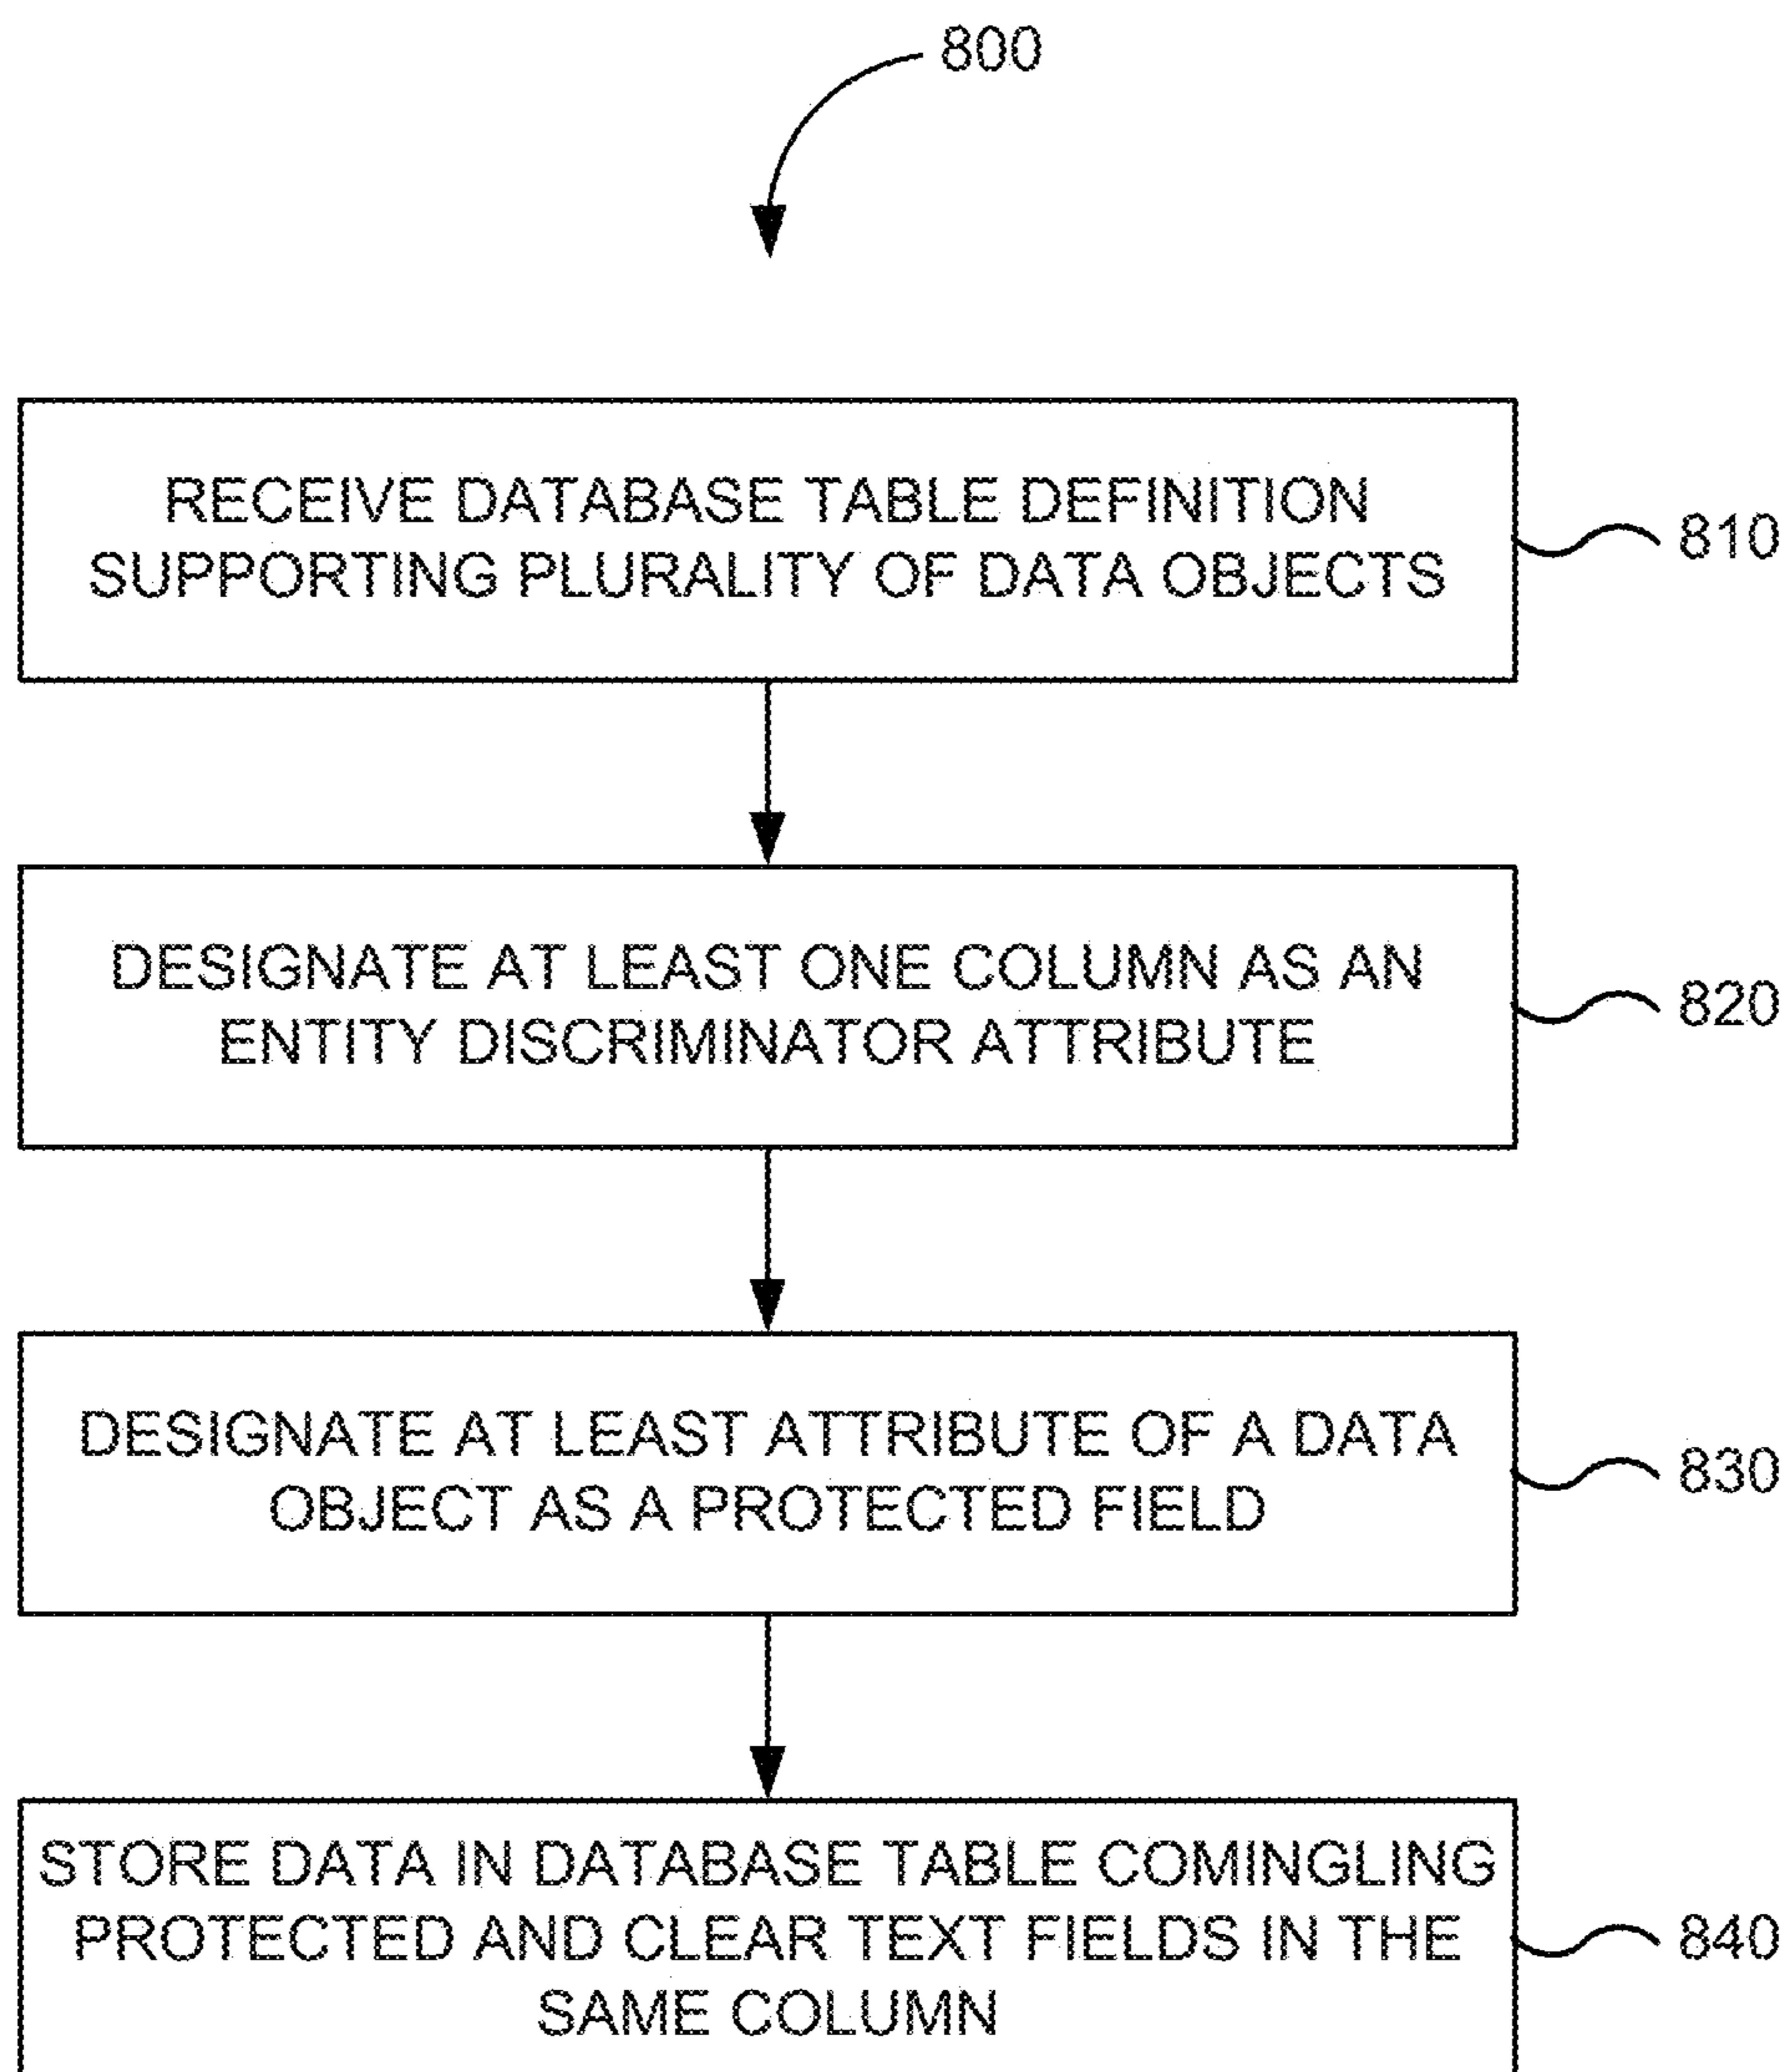 800
RECEIVE DATABASE TABLE DEFINITION
SUPPORTING PLURALITY OF DATA OBJECTS
810
DESIGNATE AT LEAST ONE COLUMN AS AN
ENTITY DISCRIMINATOR ATTRIBUTE
820
DESIGNATE AT LEAST ATTRIBUTE OF A DATA
OBJECT AS A PROTECTED FIELD
830
STORE DATA IN DATABASE TABLE COMINGLING
PROTECTED AND CLEAR TEXT FIELDS IN THE
SAME COLUMN
840